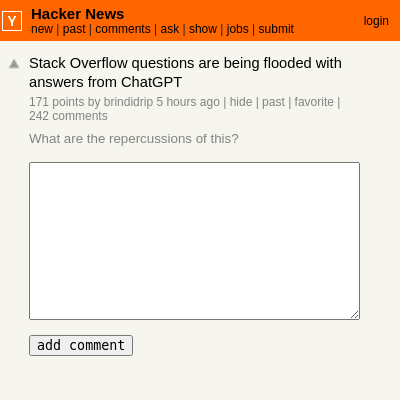 Y Hacker News
new | past | comments | ask | show | jobs | submit
login
Stack Overflow questions are being flooded with
answers from ChatGPT
171 points by brindidrip 5 hours ago | hide | past | favorite |
242 comments
What are the repercussions of this?
add comment